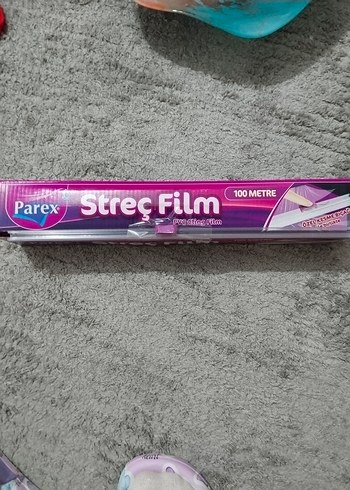 Parex
Streç Film
100 METRE
PVC Cling Film